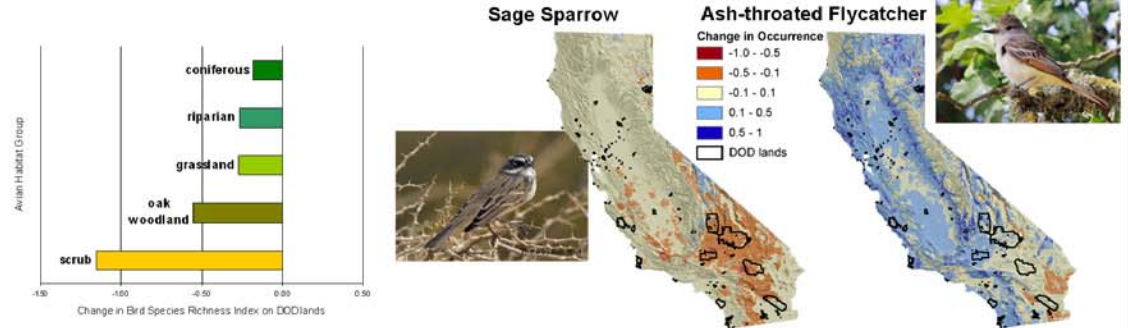 Avian Habitat Group
coniferous
riparian
grassland
oak
woodland
scrub
-1.50
-1.00
-0.50
0.00
0.50
Change in Bird Species Richness Index on DOD lands
Sage Sparrow
Ash-throated Flycatcher
Change in Occurrence
-1.0 - -0.5
-0.5 - -0.1
-0.1 - 0.1
0.1 - 0.5
0.5 - 1
DOD lands